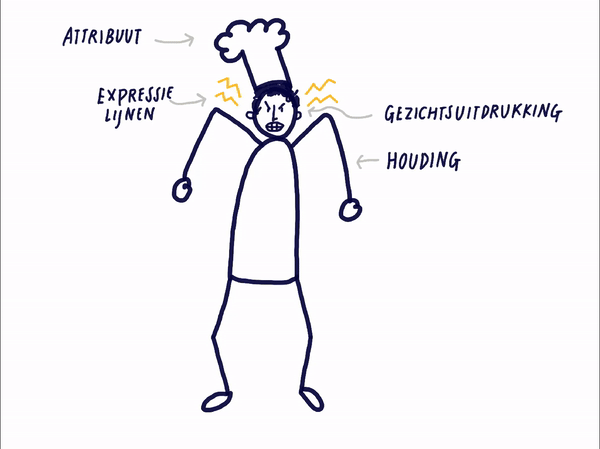 ATTRIBUUT
EXPRESSIE
LIJNEN
GEZICHTSUITDRUKKING
HOUDING